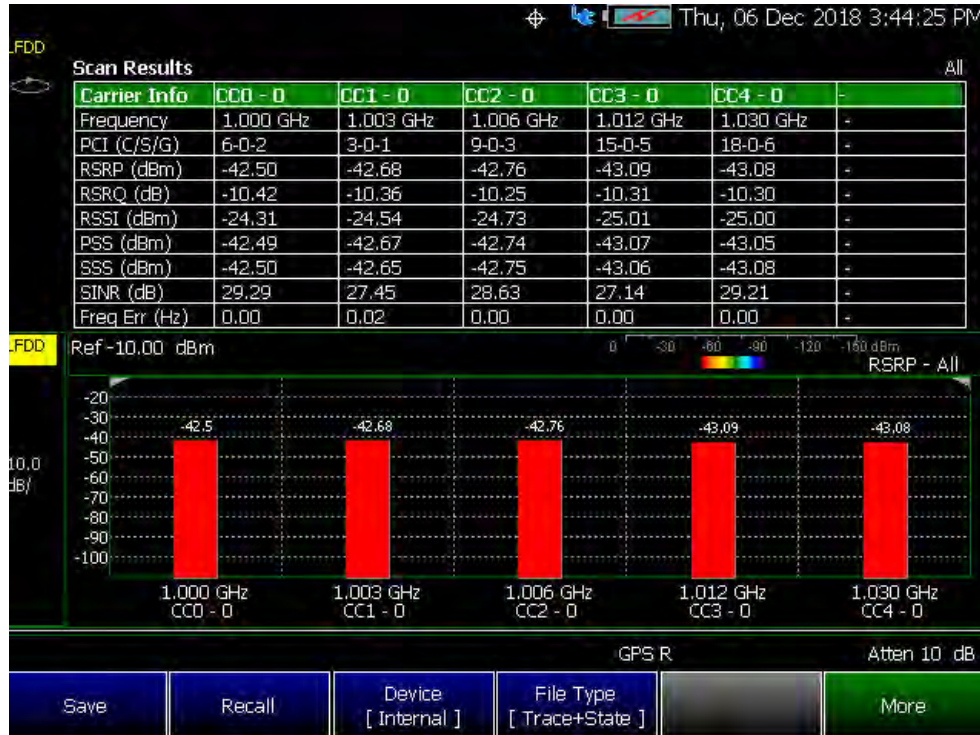 Thu, 06 Dec 2018 3:44:25 PM
LFDD
Scan Results All
Carrier Info CC0 - 0 CC1 - 0 CC2 - 0 CC3 - 0 CC4 - 0 -
Frequency 1.000 GHz 1.003 GHz 1.006 GHz 1.012 GHz 1.030 GHz -
PCI (C/S/G) 6-0-2 3-0-1 9-0-3 15-0-5 18-0-6 -
RSRP (dBm) -42.50 -42.68 -42.76 -43.09 -43.08 -
RSRQ (dB) -10.42 -10.36 -10.25 -10.31 -10.30 -
RSSI (dBm) -24.31 -24.54 -24.73 -25.01 -25.00 -
PSS (dBm) -42.49 -42.67 -42.74 -43.07 -43.05 -
SSS (dBm) -42.50 -42.65 -42.75 -43.06 -43.08 -
SINR (dB) 29.29 27.45 28.63 27.14 29.21 -
Freq Err (Hz) 0.00 0.02 0.00 0.00 0.00 -
LFDD
Ref -10.00 dBm 0 -30 -60 -90 -120 -150 dBm
RSRP - All
-20
-30
-42.5 -42.68 -42.76 -43.09 -43.08
-40
-50
10.0
dB/
-60
-70
-80
-90
-100
1.000 GHz 1.003 GHz 1.006 GHz 1.012 GHz 1.030 GHz
CC0 - 0 CC1 - 0 CC2 - 0 CC3 - 0 CC4 - 0
GPS R Atten 10 dB
Save Recall Device File Type More
[ Internal ] [ Trace+State ]